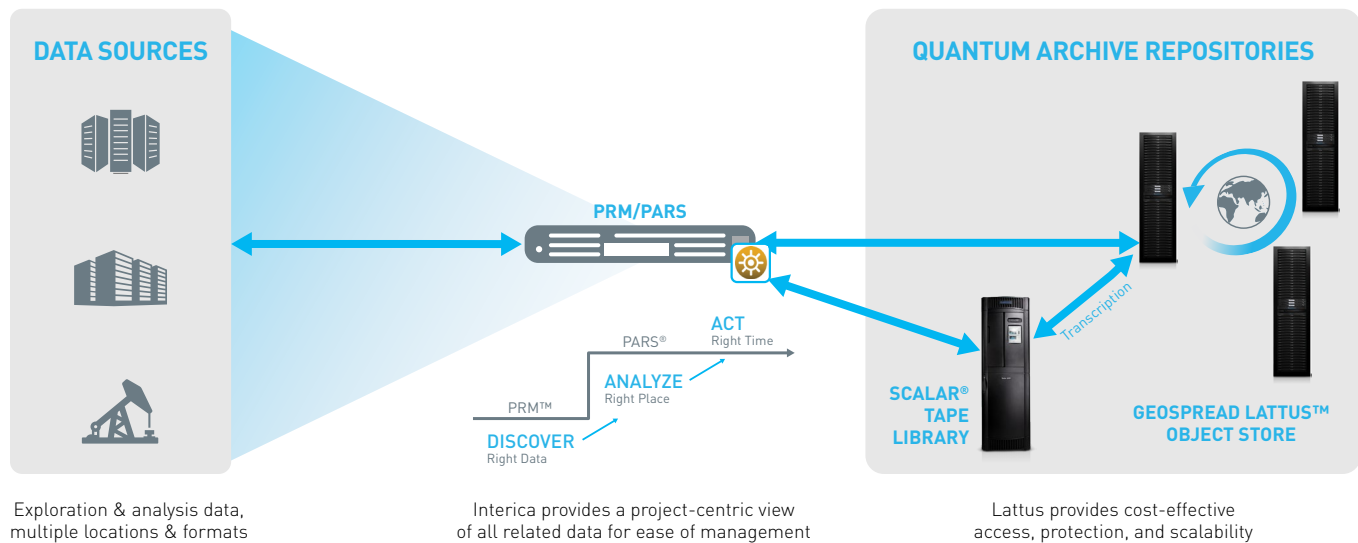 DATA SOURCES
QUANTUM ARCHIVE REPOSITORIES
PRM/PARS
ACT
Right Time
PARS®
ANALYZE
Right Place
PRM™
DISCOVER
Right Data
Transcription
SCALAR®
TAPE
LIBRARY
GEOSPREAD LATTUS™
OBJECT STORE
Exploration & analysis data,
multiple locations & formats
Interica provides a project-centric view
of all related data for ease of management
Lattus provides cost-effective
access, protection, and scalability